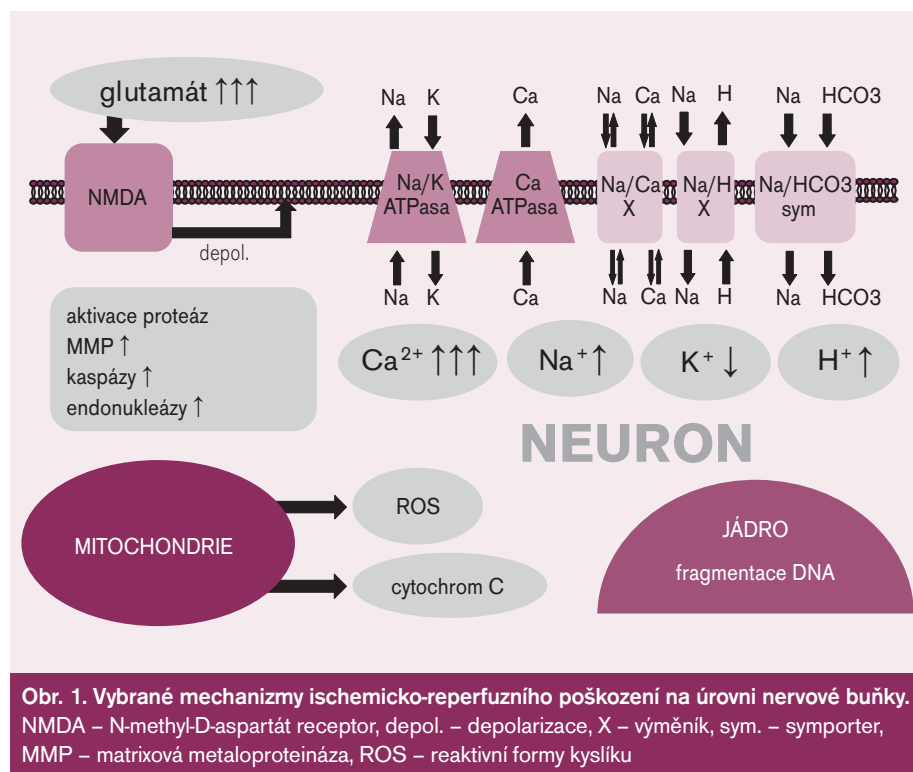 glutamát ↑↑↑
Na K Ca Na Ca Na H Na HCO3
NMDA
Na/K
ATPasa
Ca
ATPasa
Na/Ca
X
Na/H
X
Na/HCO3
sym
depol.
Na K Ca Na Ca Na H Na HCO3
aktivace proteáz
MMP ↑
kaspázy ↑
endonukleázy ↑
Ca²⁺ ↑↑↑
Na⁺ ↑
K⁺ ↓
H⁺ ↑
NEURON
MITOCHONDRIE
ROS
cytochrom C
JÁDRO
fragmentace DNA
Obr. 1. Vybrané mechanizmy ischemicko-reperfuzního poškození na úrovni nervové buňky.
NMDA – N-methyl-D-aspartát receptor, depol. – depolarizace, X – výměník, sym. – symporter,
MMP – matrixová metaloproteináza, ROS – reaktivní formy kyslíku